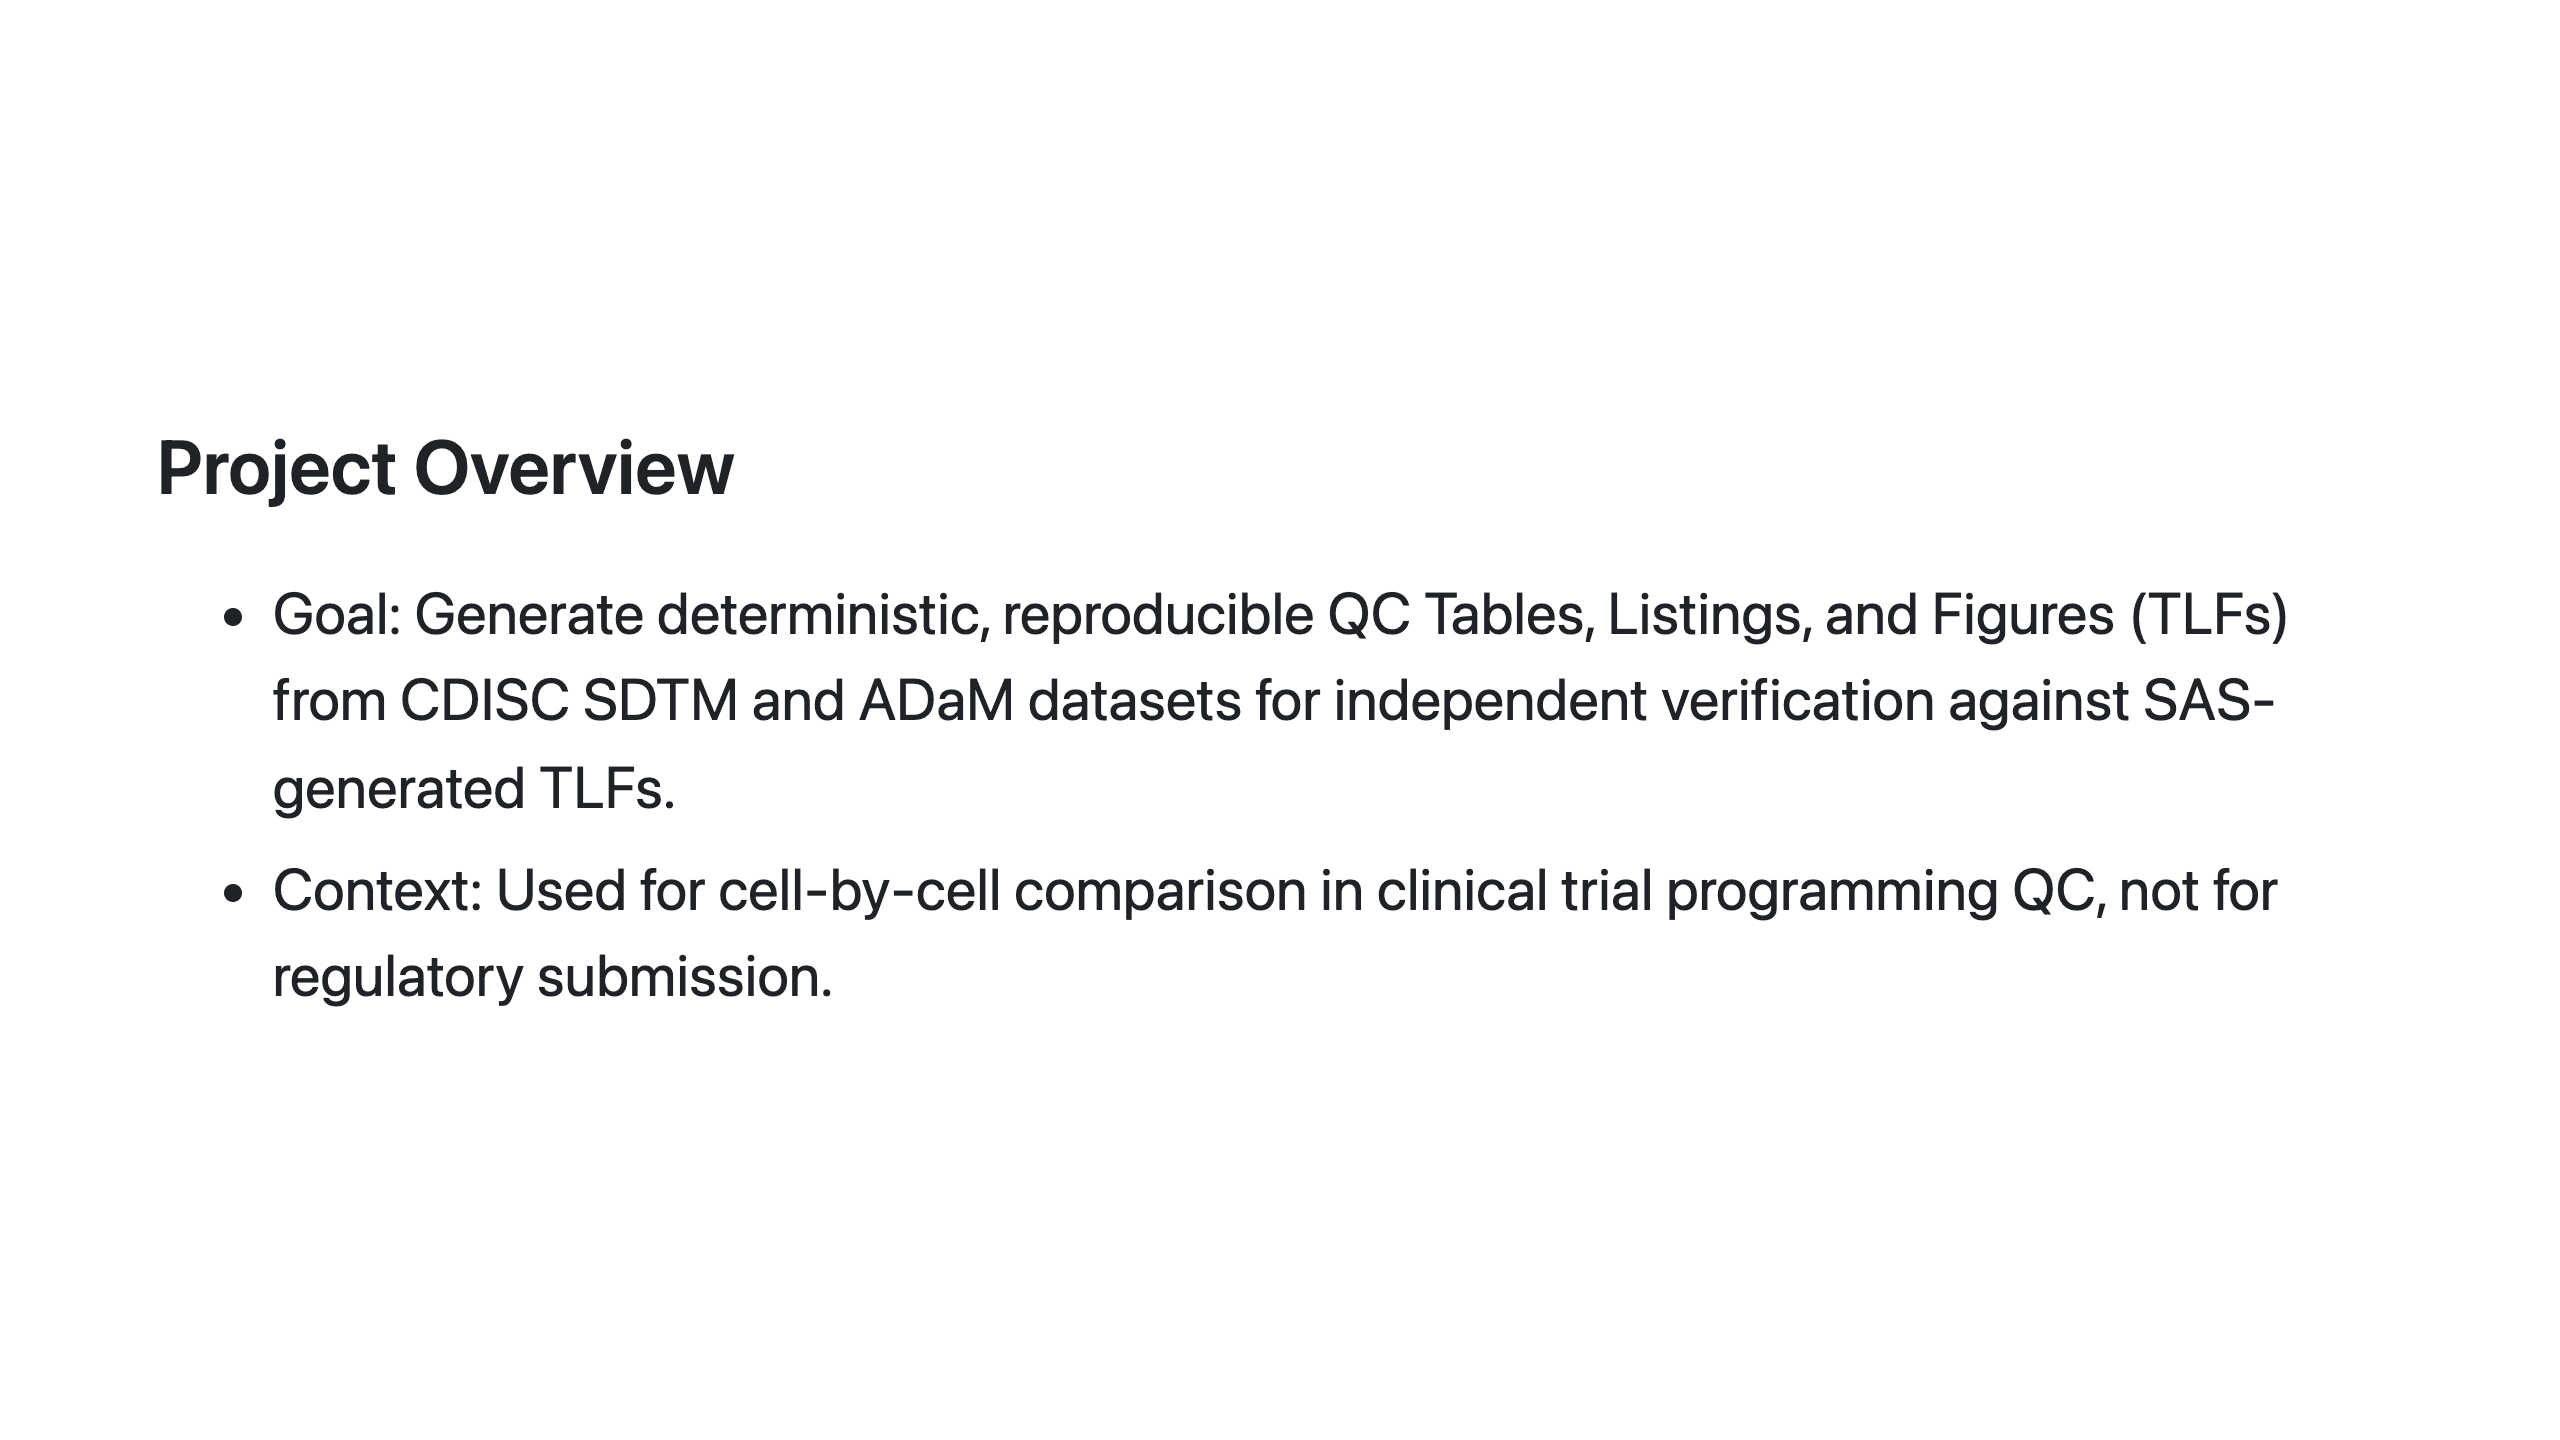 Project Overview
• Goal: Generate deterministic, reproducible QC Tables, Listings, and Figures (TLFs)
from CDISC SDTM and ADaM datasets for independent verification against SAS-
generated TLFs.
• Context: Used for cell-by-cell comparison in clinical trial programming QC, not for
regulatory submission.